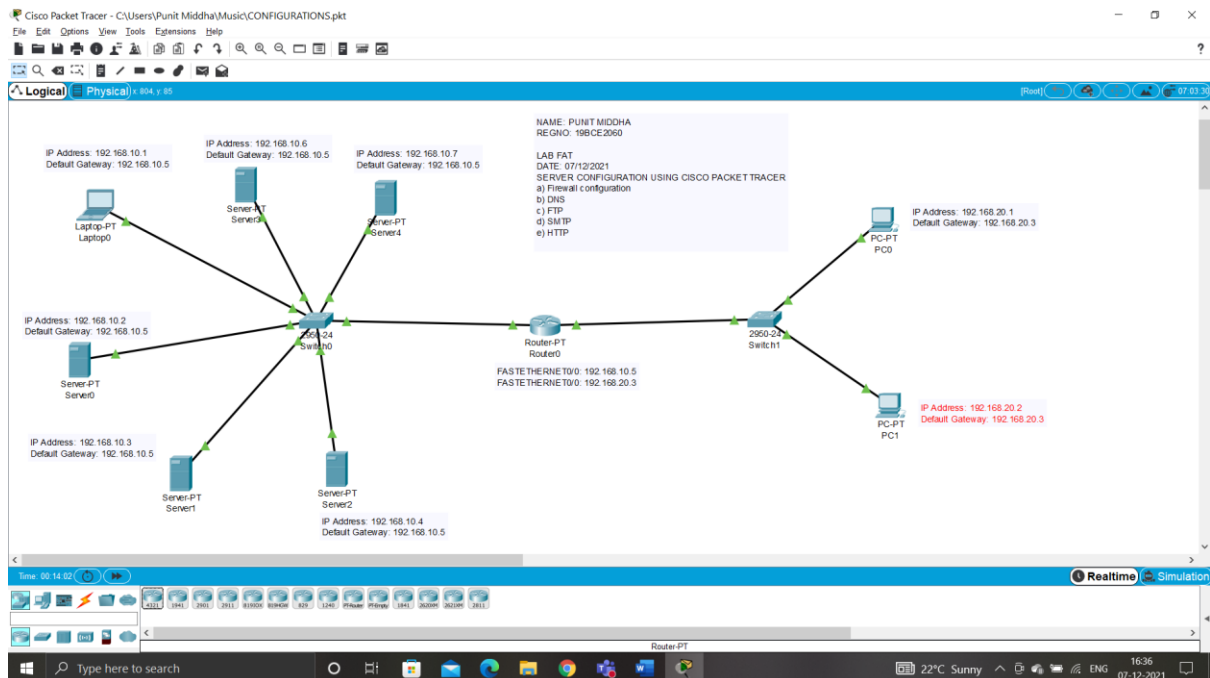 Cisco Packet Tracer - C:\Users\Punit Middha\Music\CONFIGURATIONS.pkt
File Edit Options View Tools Extensions Help
?
Logical Physical x: 804, y: 85
[Root] 07:03:30
NAME: PUNIT MIDDHA
REGNO: 19BCE2060
LAB FAT
DATE: 07/12/2021
SERVER CONFIGURATION USING CISCO PACKET TRACER
a) Firewall configuration
b) DNS
c) FTP
d) SMTP
e) HTTP
IP Address: 192.168.10.1
Default Gateway: 192.168.10.5
Laptop-PT
Laptop0
IP Address: 192.168.10.6
Default Gateway: 192.168.10.5
Server-PT
Server3
IP Address: 192.168.10.7
Default Gateway: 192.168.10.5
Server-PT
Server4
IP Address: 192.168.20.1
Default Gateway: 192.168.20.3
PC-PT
PC0
IP Address: 192.168.10.2
Default Gateway: 192.168.10.5
Server-PT
Server0
2950-24
Switch0
Router-PT
Router0
FASTETHERNET0/0: 192.168.10.5
FASTETHERNET0/0: 192.168.20.3
2950-24
Switch1
IP Address: 192.168.20.2
Default Gateway: 192.168.20.3
PC-PT
PC1
IP Address: 192.168.10.3
Default Gateway: 192.168.10.5
Server-PT
Server1
Server-PT
Server2
IP Address: 192.168.10.4
Default Gateway: 192.168.10.5
Time: 00:14:02
Realtime Simulation
4321 1941 2901 2911 819IOX 819HGW 829 1240 PT-Router PT-Empty 1841 2620XM 2621XM 2811
Router-PT
Type here to search
22°C Sunny ENG
16:36
07-12-2021